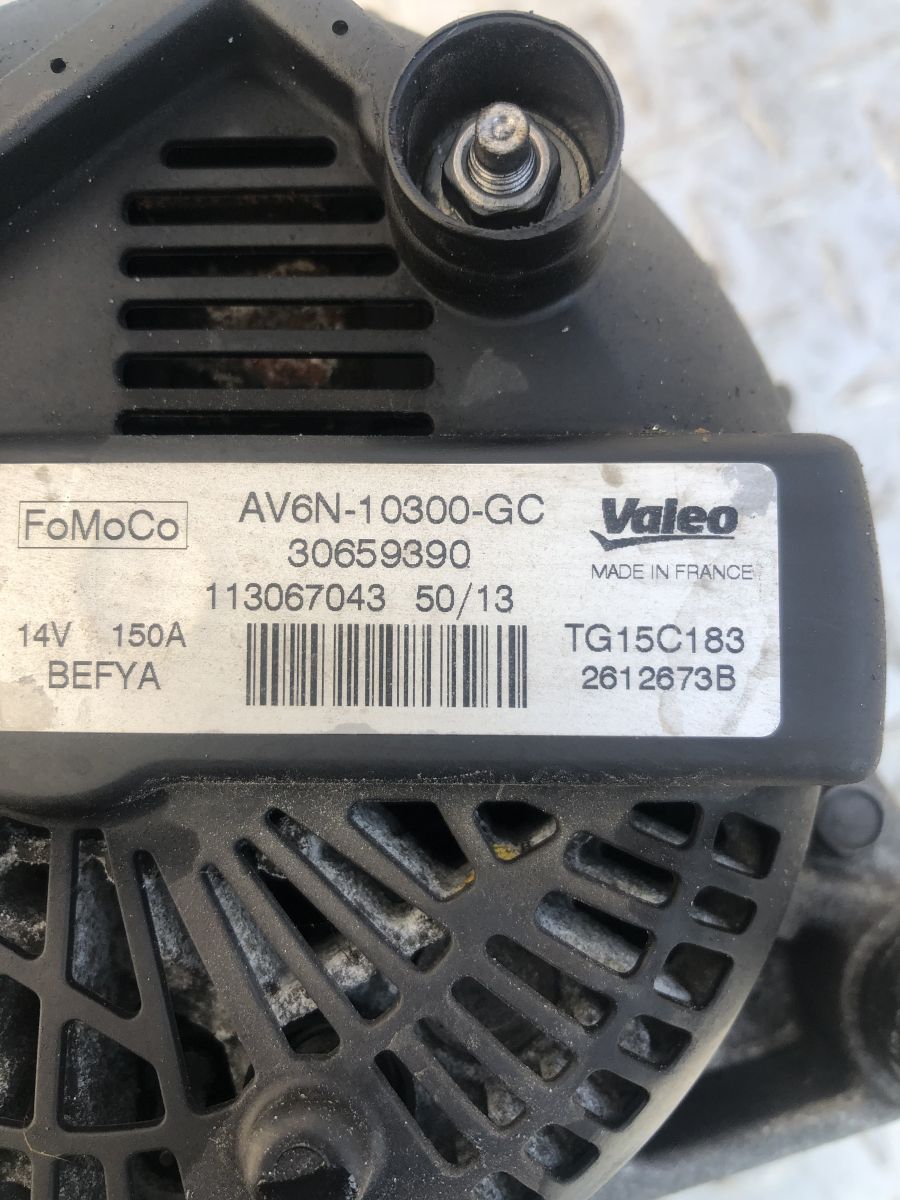 FoMoCo AV6N-10300-GC Valeo
30659390 MADE IN FRANCE
113067043 50/13
14V 150A TG15C183
BEFYA 2612673B